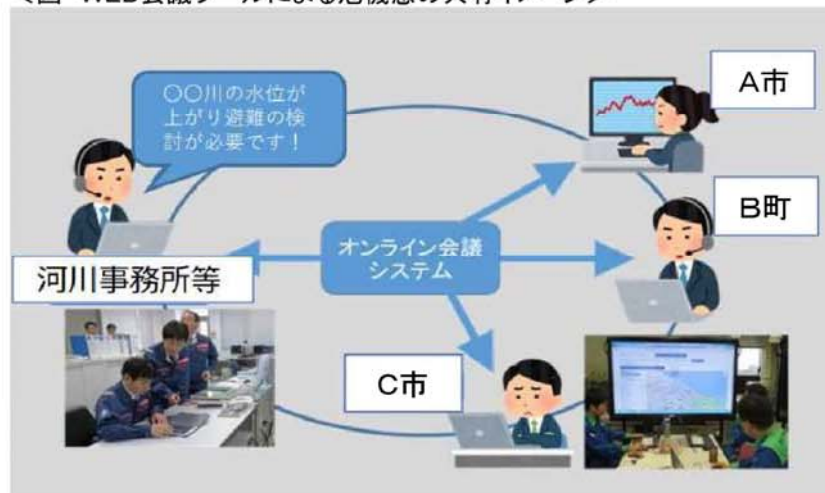 〇〇川の水位が
上がり避難の検
討が必要です！
A市
B町
オンライン会議
システム
河川事務所等
C市